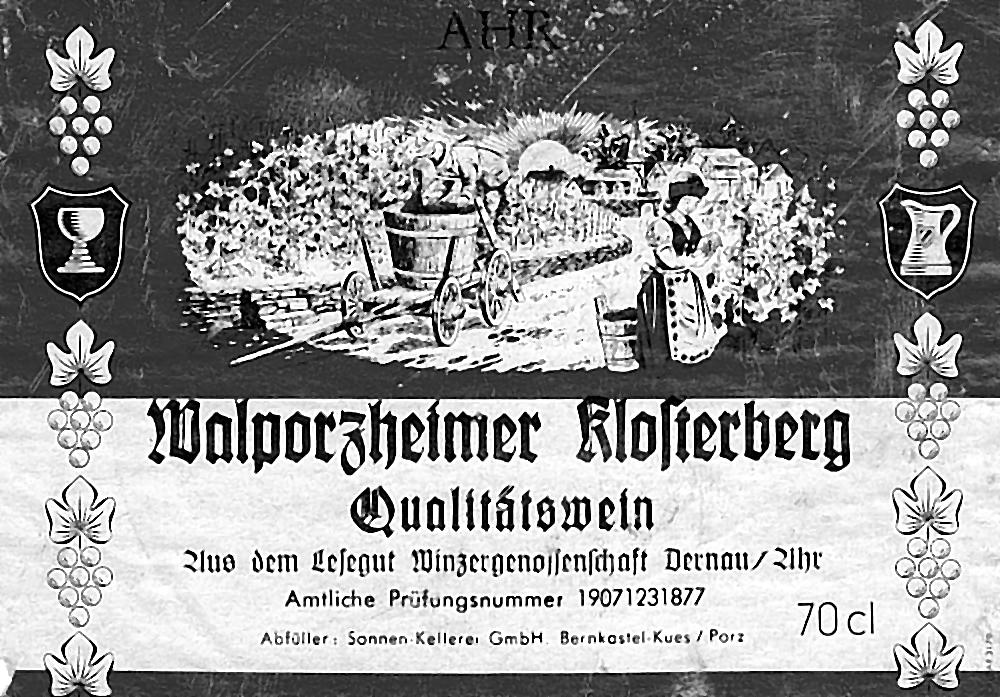 AHR
Walporzheimer Klosterberg
Qualitätswein
Aus dem Lesegut Winzergenossenschaft Dernau/Ahr
Amtliche Prüfungsnummer 19071231877
70 cl
Abfüller: Sonnen-Kellerei GmbH. Bernkastel-Kues / Porz